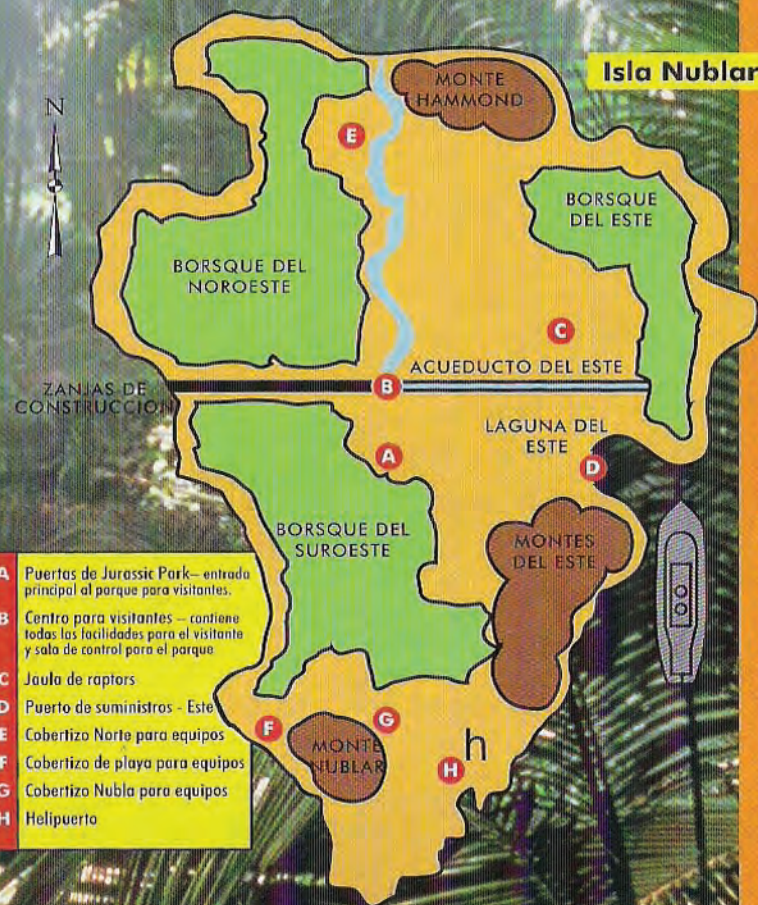 Isla Nublar
N
MONTE
HAMMOND
E
BORSQUE
DEL ESTE
BORSQUE DEL
NOROESTE
C
ACUEDUCTO DEL ESTE
ZANJAS DE
CONSTRUCCION
B
LAGUNA DEL
ESTE
A
D
BORSQUE DEL
SUROESTE
MONTES
DEL ESTE
F
G
MONTE
NUBLAR
H
h
A Puertas de Jurassic Park– entrada
principal al parque para visitantes.
B Centro para visitantes – contiene
todas las facilidades para el visitante
y sala de control para el parque
C Jaula de raptors
D Puerto de suministros - Este
E Cobertizo Norte para equipos
F Cobertizo de playa para equipos
G Cobertizo Nubla para equipos
H Helipuerto